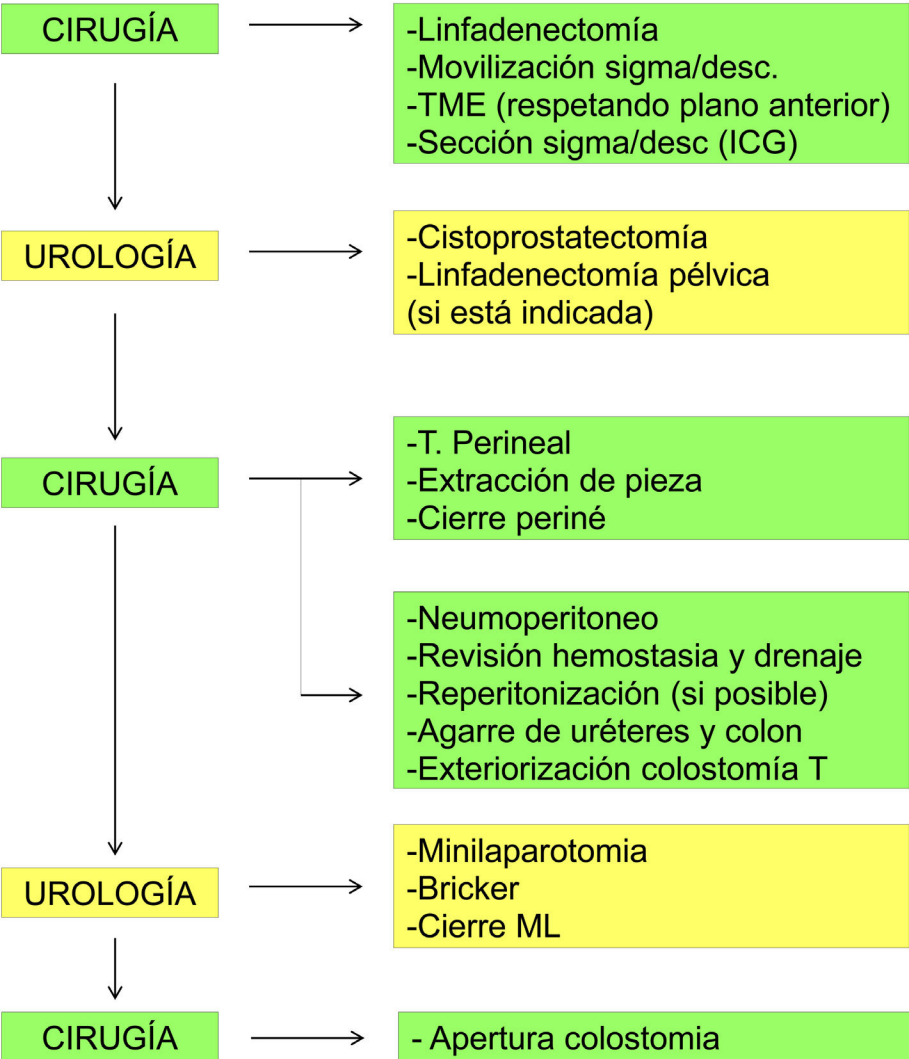 CIRUGÍA
-Linfadenectomía
-Movilización sigma/desc.
-TME (respetando plano anterior)
-Sección sigma/desc (ICG)
UROLOGÍA
-Cistoprostatectomía
-Linfadenectomía pélvica
(si está indicada)
CIRUGÍA
-T. Perineal
-Extracción de pieza
-Cierre periné
-Neumoperitoneo
-Revisión hemostasia y drenaje
-Reperitonización (si posible)
-Agarre de uréteres y colon
-Exteriorización colostomía T
UROLOGÍA
-Minilaparotomia
-Bricker
-Cierre ML
CIRUGÍA
- Apertura colostomia